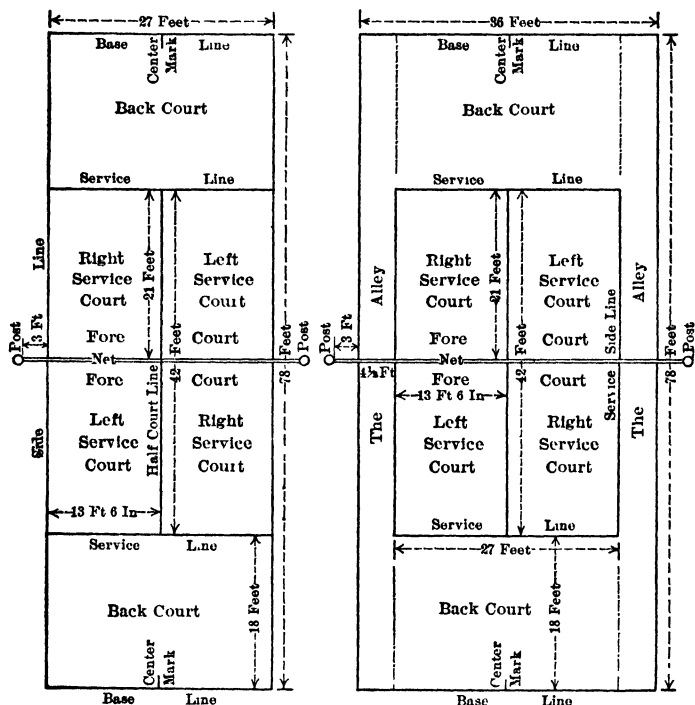 27 Feet
Base Center Mark Line
Back Court
Service Line
Right Service Court
21 Feet
Left Service Court
Side Line
3 Ft
Post
Fore Court
Net
Post
Fore Court
Left Service Court
Half Court Line
42 Feet
Right Service Court
78 Feet
13 Ft 6 In
Service Line
Back Court
18 Feet
Center Mark
Base Line
36 Feet
Base Center Mark Line
Back Court
Service Line
Right Service Court
21 Feet
Left Service Court
Alley
Service Side Line
Alley
3 Ft
Post
Fore Court
Net
Post
4½ Ft
Fore Court
13 Ft 6 In
42 Feet
78 Feet
The
Left Service Court
Right Service Court
The
Service Line
27 Feet
Back Court
18 Feet
Center Mark
Base Line